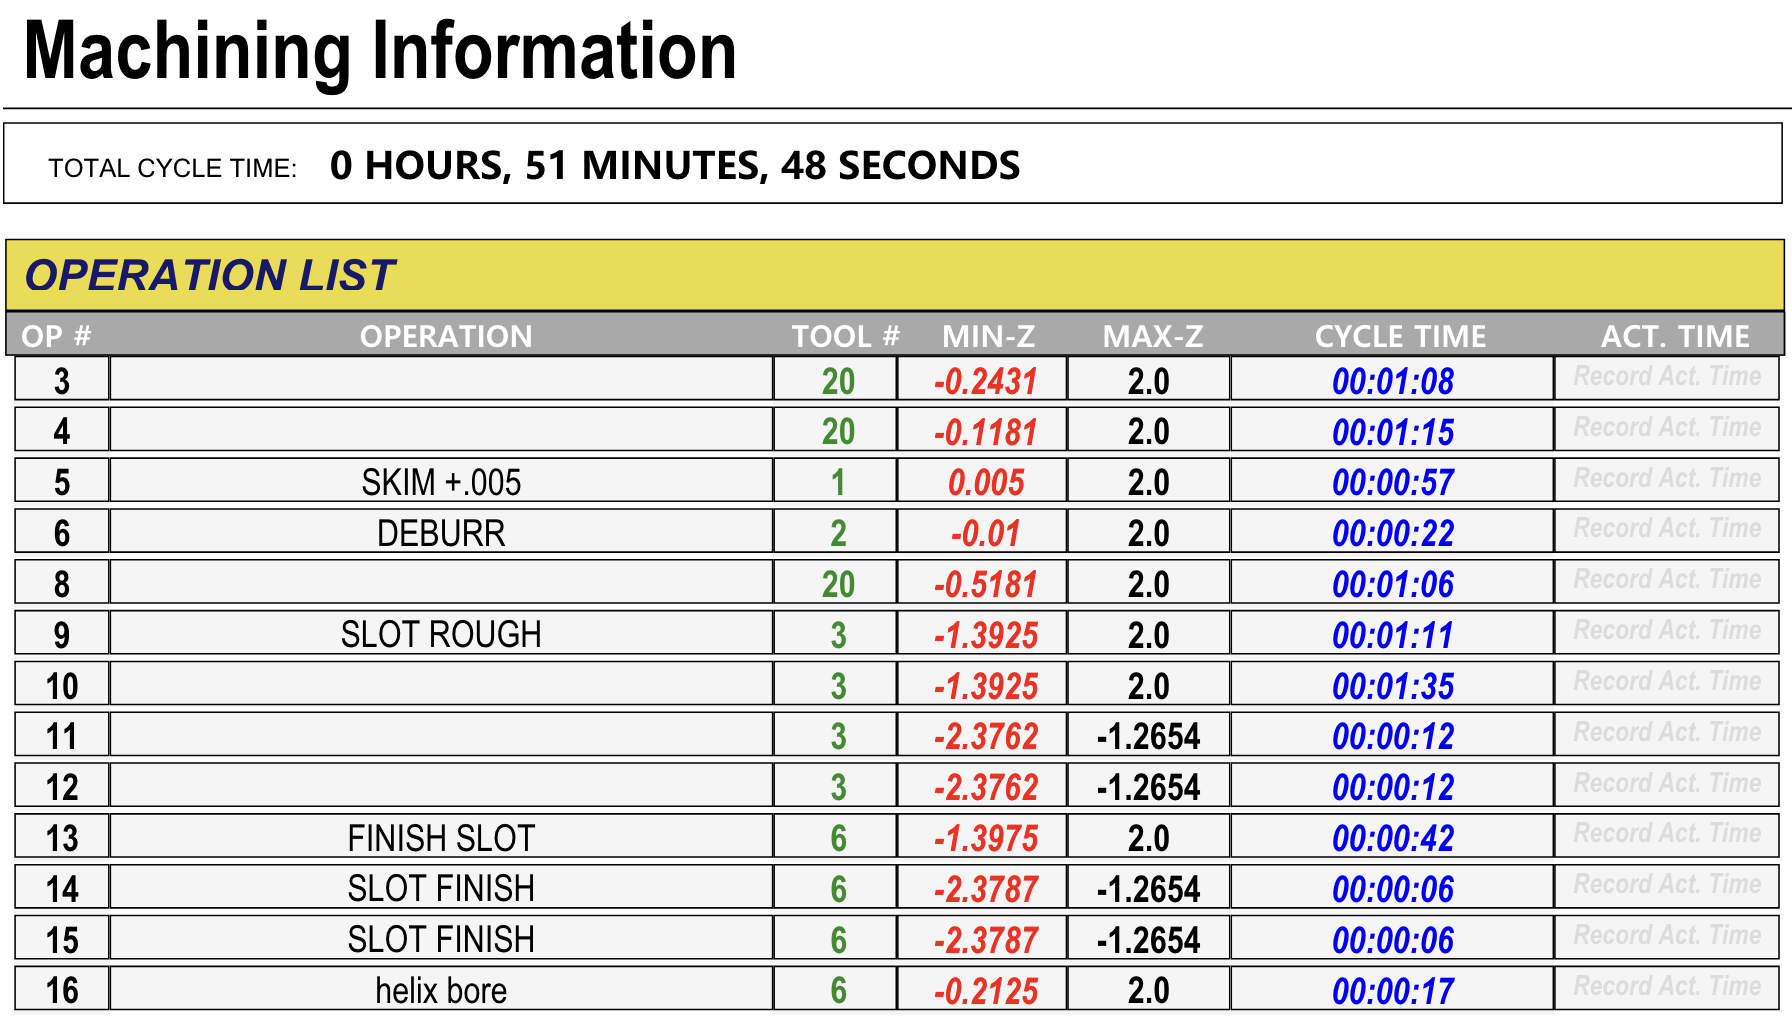 Machining Information
TOTAL CYCLE TIME: 0 HOURS, 51 MINUTES, 48 SECONDS
OPERATION LIST
OP # OPERATION TOOL # MIN-Z MAX-Z CYCLE TIME ACT. TIME
3 20 -0.2431 2.0 00:01:08 Record Act. Time
4 20 -0.1181 2.0 00:01:15 Record Act. Time
5 SKIM +.005 1 0.005 2.0 00:00:57 Record Act. Time
6 DEBURR 2 -0.01 2.0 00:00:22 Record Act. Time
8 20 -0.5181 2.0 00:01:06 Record Act. Time
9 SLOT ROUGH 3 -1.3925 2.0 00:01:11 Record Act. Time
10 3 -1.3925 2.0 00:01:35 Record Act. Time
11 3 -2.3762 -1.2654 00:00:12 Record Act. Time
12 3 -2.3762 -1.2654 00:00:12 Record Act. Time
13 FINISH SLOT 6 -1.3975 2.0 00:00:42 Record Act. Time
14 SLOT FINISH 6 -2.3787 -1.2654 00:00:06 Record Act. Time
15 SLOT FINISH 6 -2.3787 -1.2654 00:00:06 Record Act. Time
16 helix bore 6 -0.2125 2.0 00:00:17 Record Act. Time